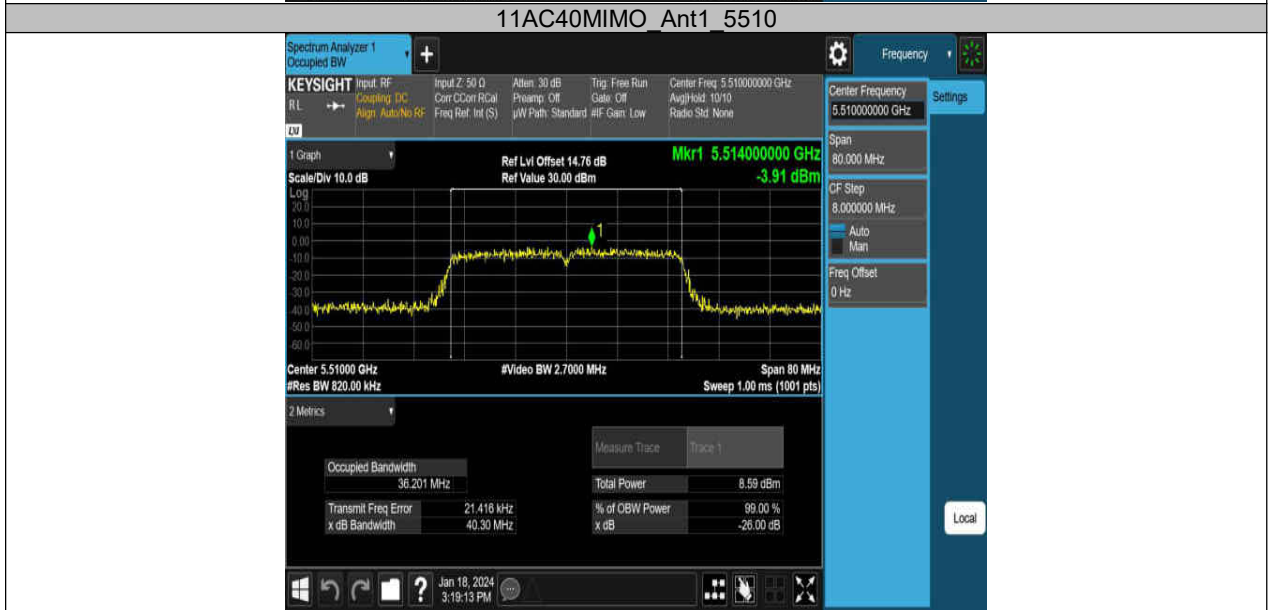 11AC40MIMO_Ant1_5510
Spectrum Analyzer 1
Occupied BW
+
Frequency
KEYSIGHT
RL
LXI
Input: RF
Coupling: DC
Align: Auto/No RF
Input Z: 50 Ω
Corr CCorr RCal
Freq Ref: Int (S)
Atten: 30 dB
Preamp: Off
µW Path: Standard
Trig: Free Run
Gate: Off
#IF Gain: Low
Center Freq: 5.510000000 GHz
Avg|Hold: 10/10
Radio Std: None
Center Frequency
5.510000000 GHz
Settings
Span
80.000 MHz
CF Step
8.000000 MHz
Auto
Man
Freq Offset
0 Hz
Local
1 Graph
Scale/Div 10.0 dB
Ref Lvl Offset 14.76 dB
Ref Value 30.00 dBm
Mkr1 5.514000000 GHz
-3.91 dBm
Log
20.0
10.0
0.00
-10.0
-20.0
-30.0
-40.0
-50.0
-60.0
1
Center 5.51000 GHz
#Video BW 2.7000 MHz
Span 80 MHz
#Res BW 820.00 kHz
Sweep 1.00 ms (1001 pts)
2 Metrics
Measure Trace
Trace 1
Occupied Bandwidth
36.201 MHz
Total Power
8.59 dBm
Transmit Freq Error
21.416 kHz
% of OBW Power
99.00 %
x dB Bandwidth
40.30 MHz
x dB
-26.00 dB
?
Jan 18, 2024
3:19:13 PM